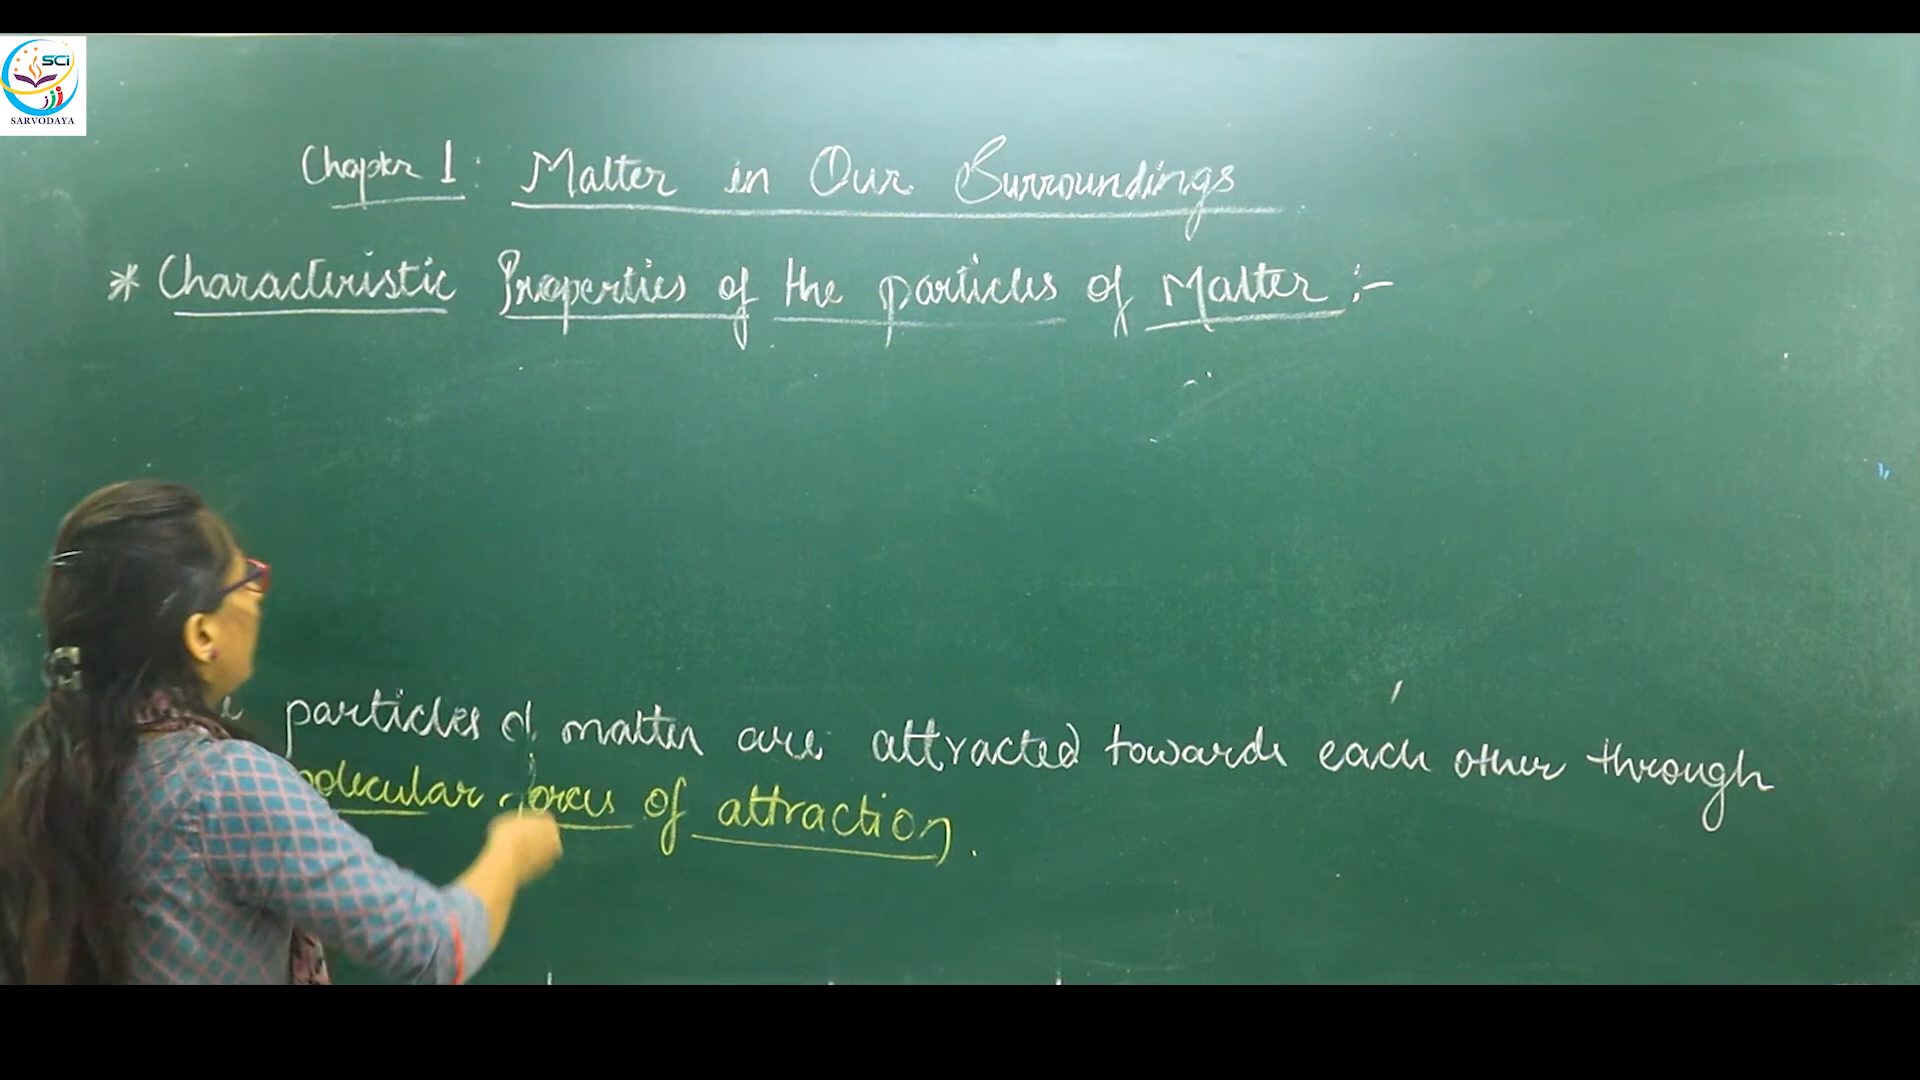 SCi
SARVODAYA
Chapter 1: Matter in Our Surroundings
* Characteristic Properties of the particles of Matter :-
particles of matter are attracted towards each other through
forces of attraction.